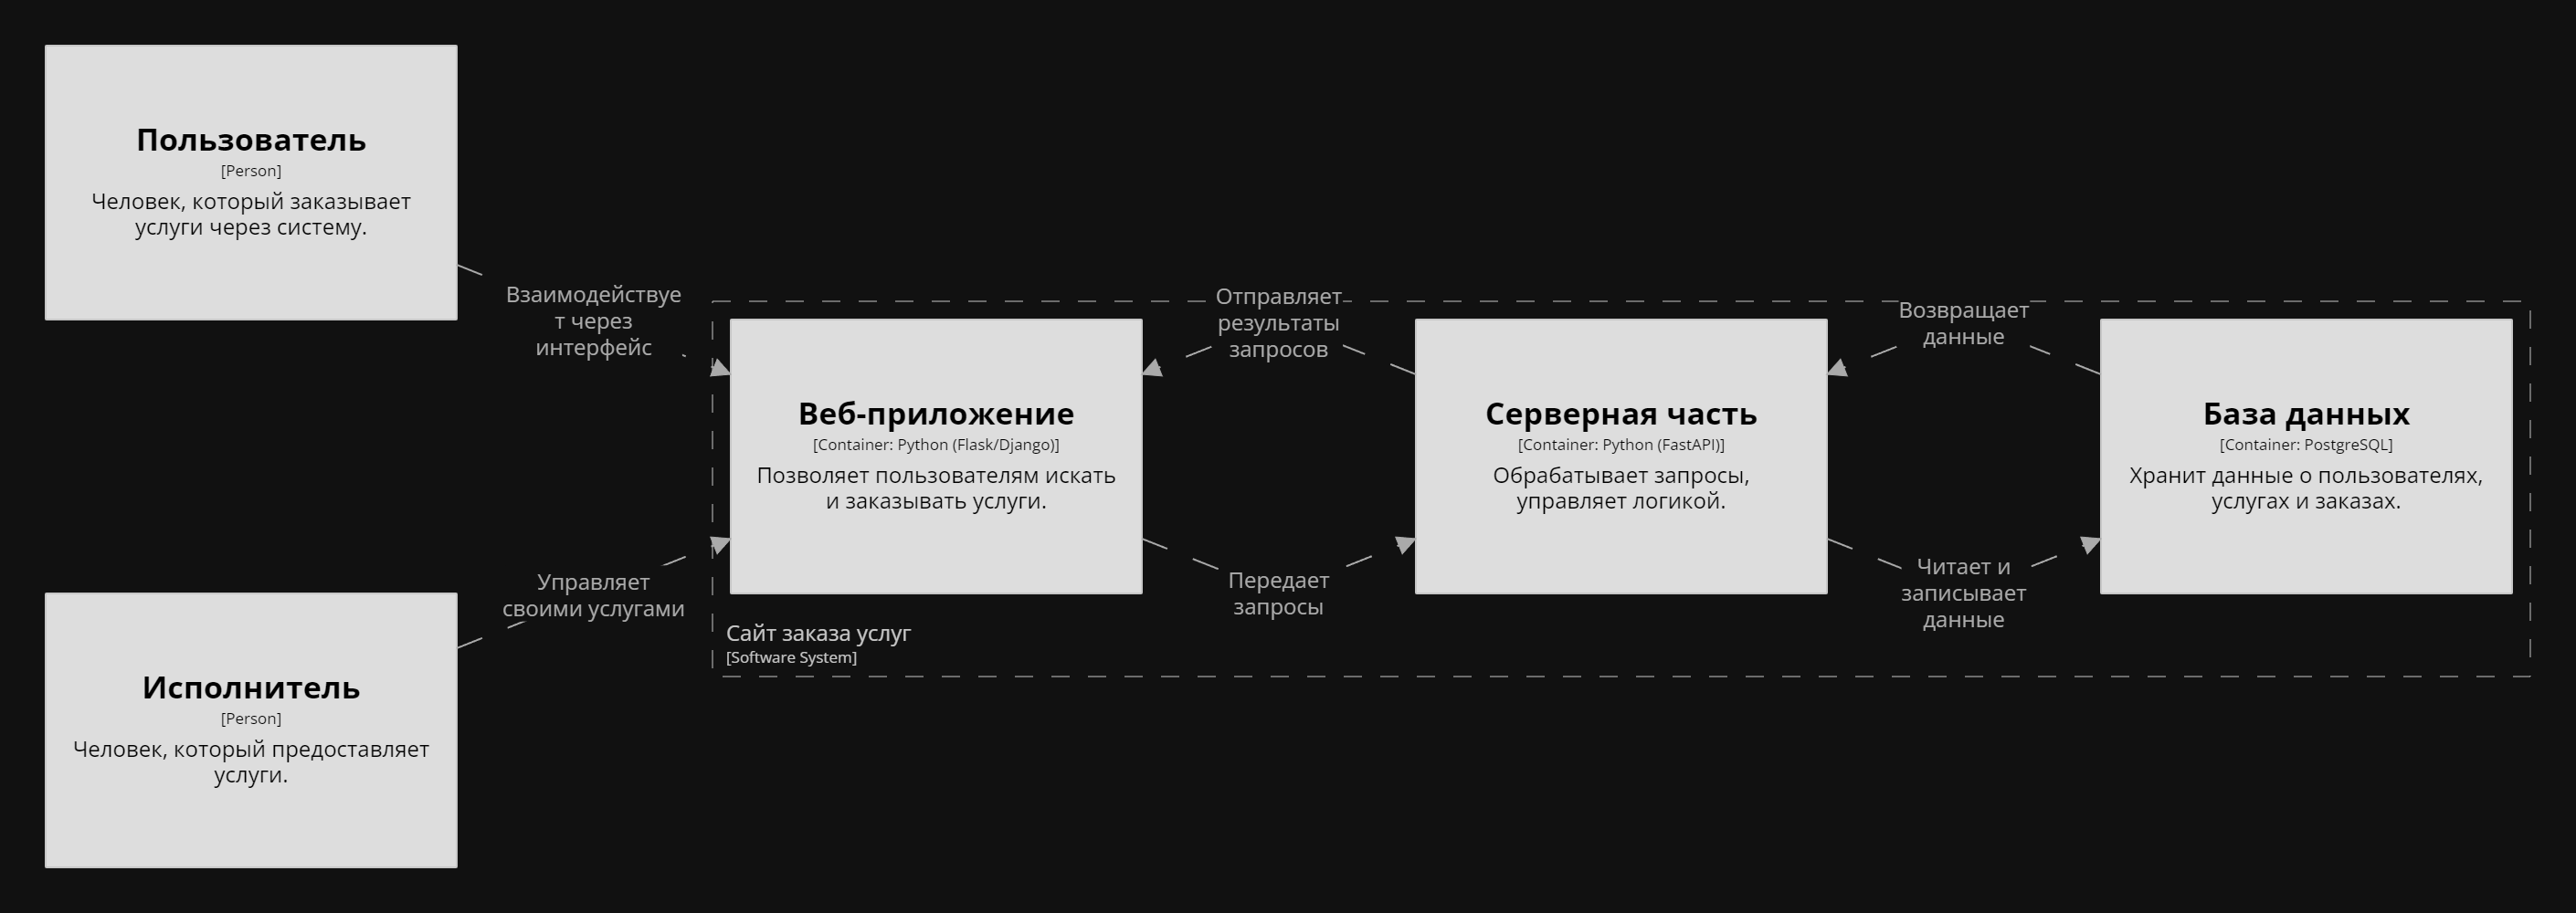 Пользователь
[Person]
Человек, который заказывает
услуги через систему.
Взаимодействуе
т через
интерфейс
Отправляет
результаты
запросов
Возвращает
данные
Веб-приложение
[Container: Python (Flask/Django)]
Позволяет пользователям искать
и заказывать услуги.
Серверная часть
[Container: Python (FastAPI)]
Обрабатывает запросы,
управляет логикой.
База данных
[Container: PostgreSQL]
Хранит данные о пользователях,
услугах и заказах.
Управляет
своими услугами
Передает
запросы
Читает и
записывает
данные
Сайт заказа услуг
[Software System]
Исполнитель
[Person]
Человек, который предоставляет
услуги.